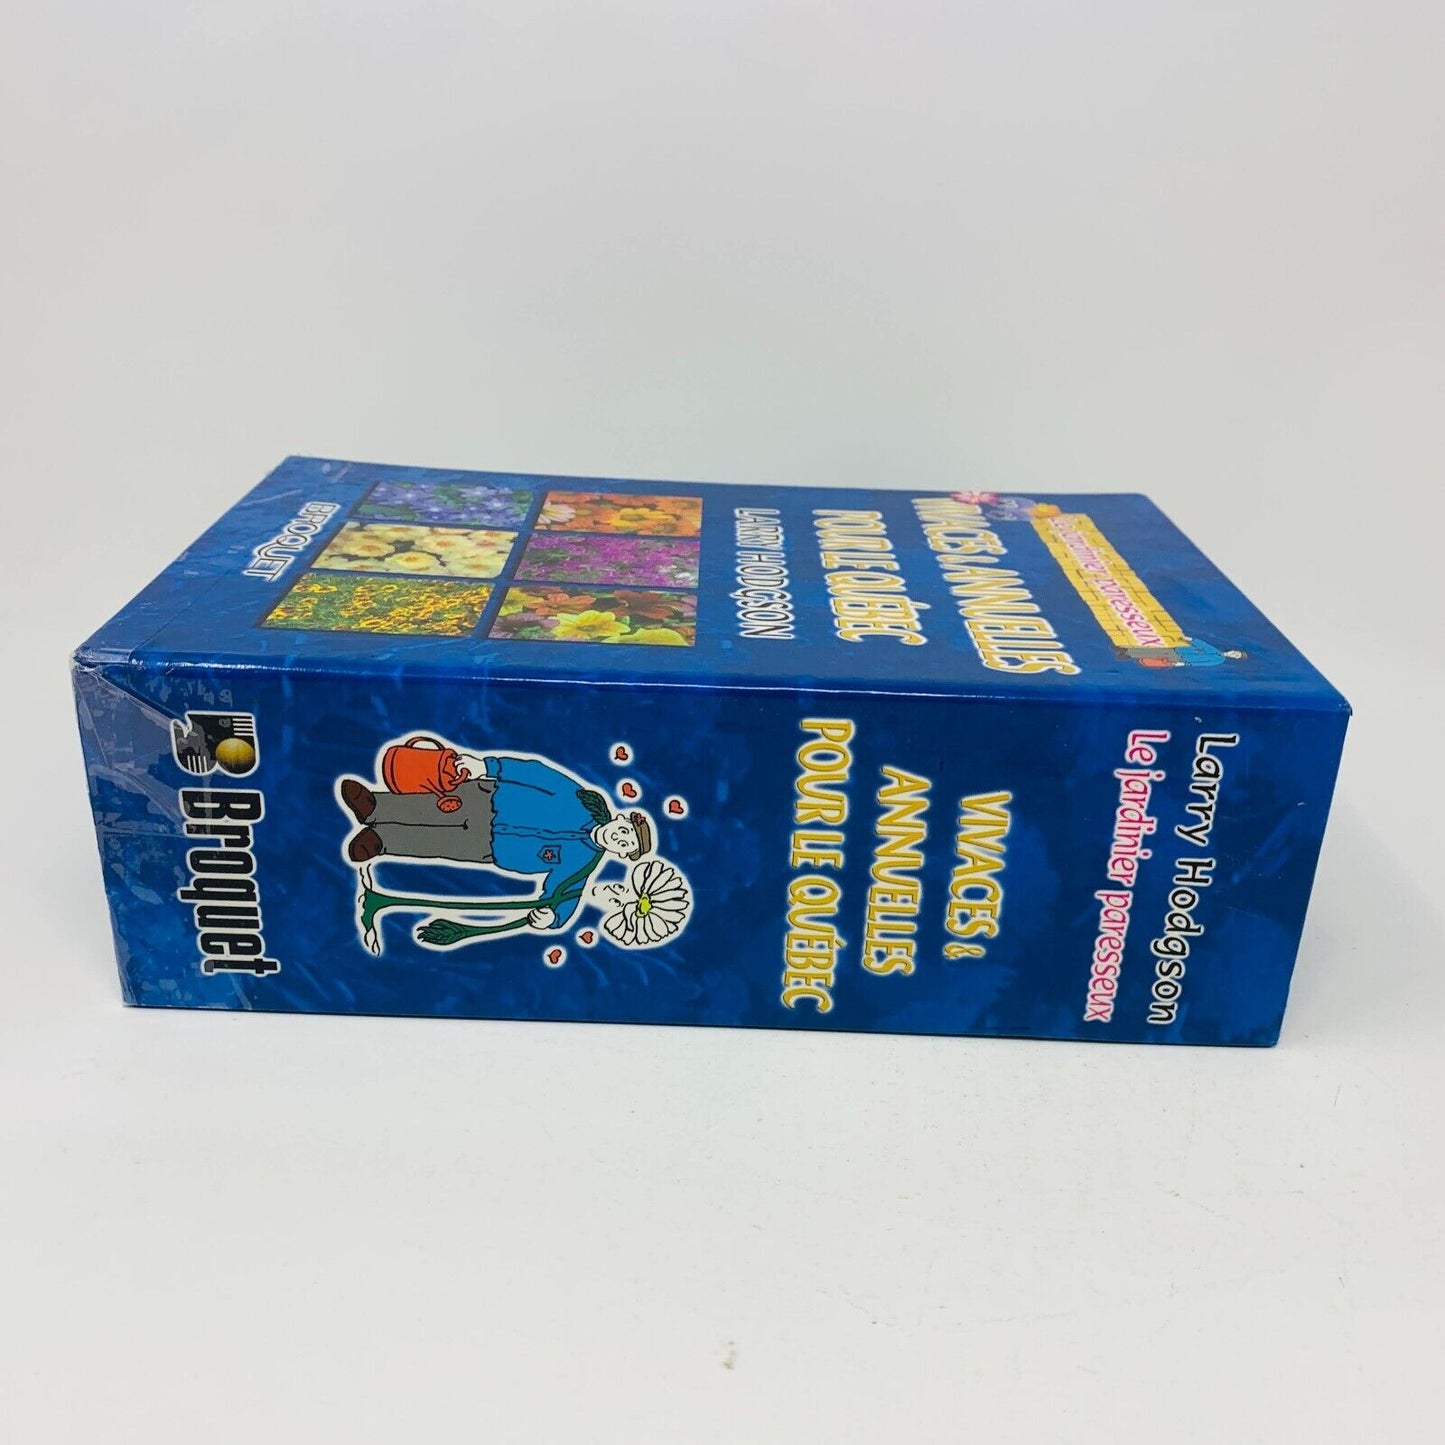 Le jardinier paresseux
VIVACES & ANNUELLES
POUR LE QUÉBEC
LARRY HODGSON
BROQUET
Larry Hodgson
Le jardinier paresseux
VIVACES &
ANNUELLES
POUR LE QUÉBEC
B Broquet